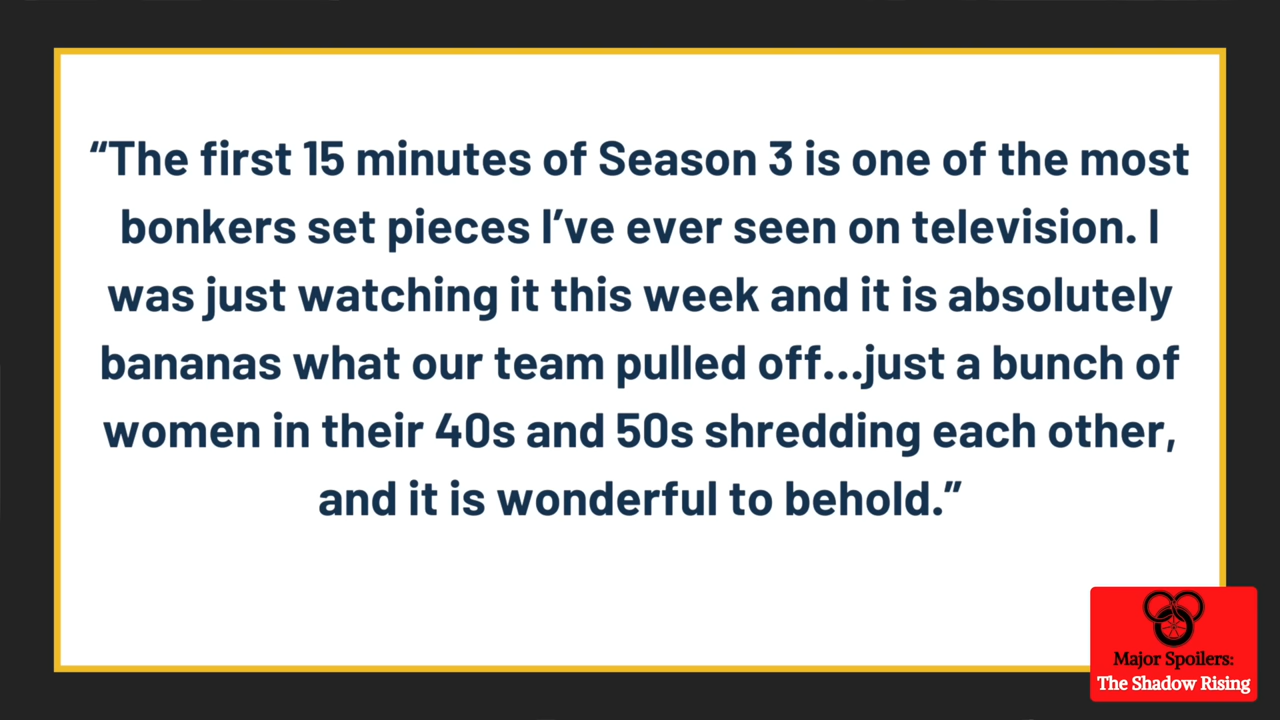 “The first 15 minutes of Season 3 is one of the most
bonkers set pieces I’ve ever seen on television. I
was just watching it this week and it is absolutely
bananas what our team pulled off...just a bunch of
women in their 40s and 50s shredding each other,
and it is wonderful to behold.”
Major Spoilers:
The Shadow Rising